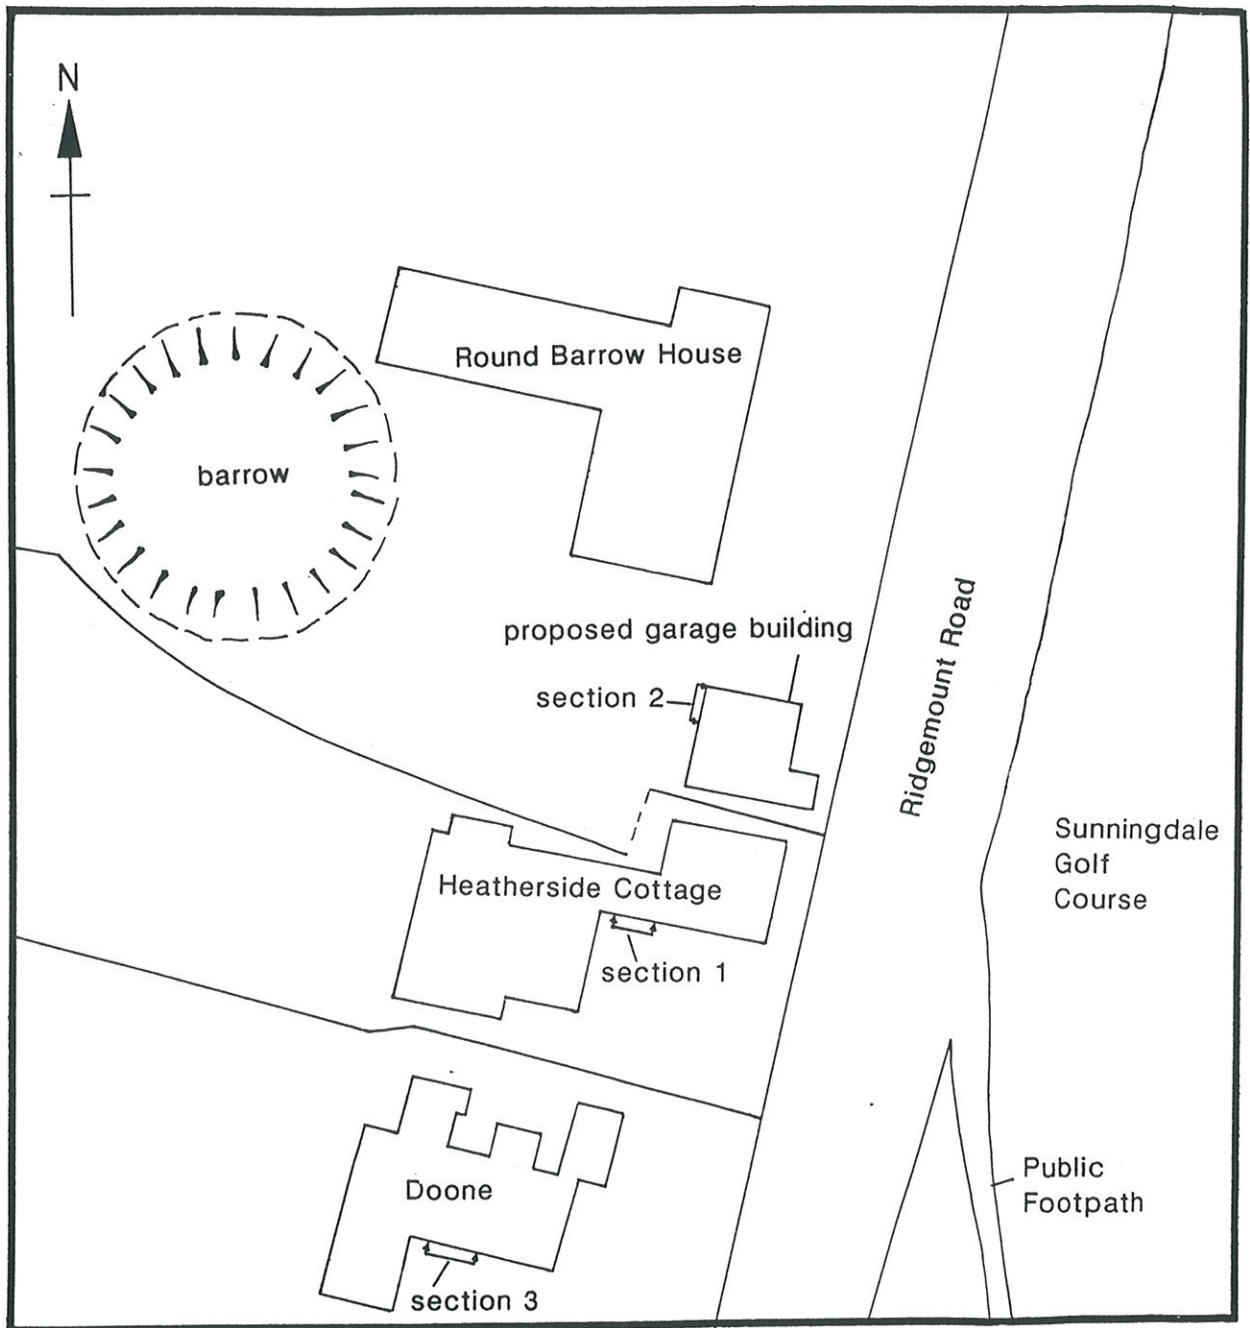 N
Round Barrow House
barrow
proposed garage building
section 2
Ridgemount Road
Sunningdale
Golf
Course
Heatherside Cottage
section 1
Public
Footpath
Doone
section 3